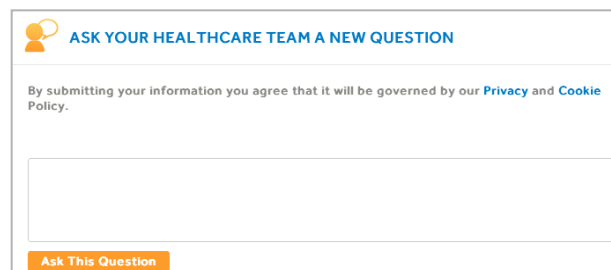 ASK YOUR HEALTHCARE TEAM A NEW QUESTION
By submitting your information you agree that it will be governed by our Privacy and Cookie
Policy.
Ask This Question